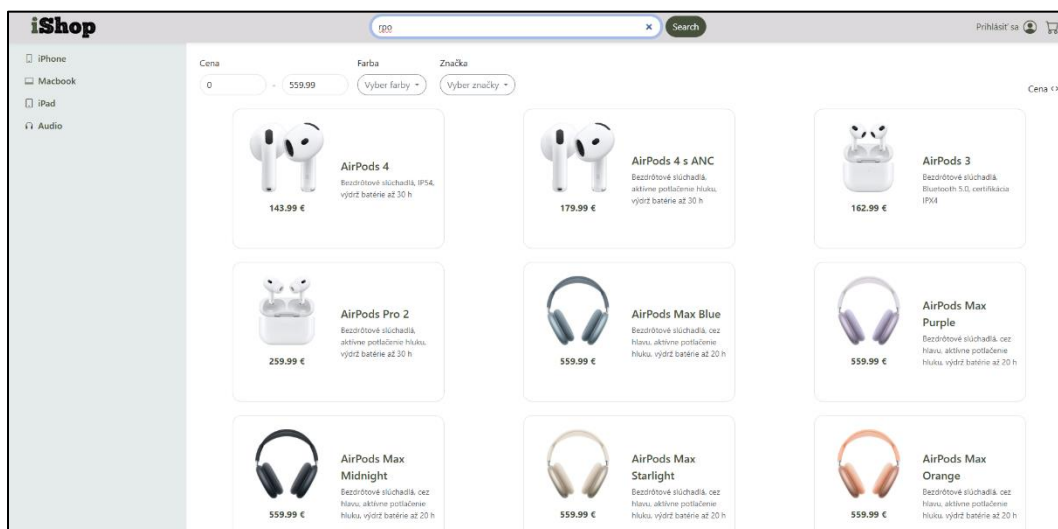 iShop
rpo
Search
Prihlásiť sa
iPhone
Macbook
iPad
Audio
Cena
Farba
Značka
0
-
559.99
Vyber farby
Vyber značky
Cena
AirPods 4
Bezdrôtové slúchadlá, IP54,
výdrž batérie až 30 h
143.99 €
AirPods 4 s ANC
Bezdrôtové slúchadlá,
aktívne potlačenie hluku,
výdrž batérie až 30 h
179.99 €
AirPods 3
Bezdrôtové slúchadlá,
Bluetooth 5.0, certifikácia
IPX4
162.99 €
AirPods Pro 2
Bezdrôtové slúchadlá,
aktívne potlačenie hluku,
výdrž batérie až 30 h
259.99 €
AirPods Max Blue
Bezdrôtové slúchadlá, cez
hlavu, aktívne potlačenie
hluku, výdrž batérie až 20 h
559.99 €
AirPods Max
Purple
Bezdrôtové slúchadlá, cez
hlavu, aktívne potlačenie
hluku, výdrž batérie až 20 h
559.99 €
AirPods Max
Midnight
Bezdrôtové slúchadlá, cez
hlavu, aktívne potlačenie
hluku, výdrž batérie až 20 h
559.99 €
AirPods Max
Starlight
Bezdrôtové slúchadlá, cez
hlavu, aktívne potlačenie
hluku, výdrž batérie až 20 h
559.99 €
AirPods Max
Orange
Bezdrôtové slúchadlá, cez
hlavu, aktívne potlačenie
hluku, výdrž batérie až 20 h
559.99 €